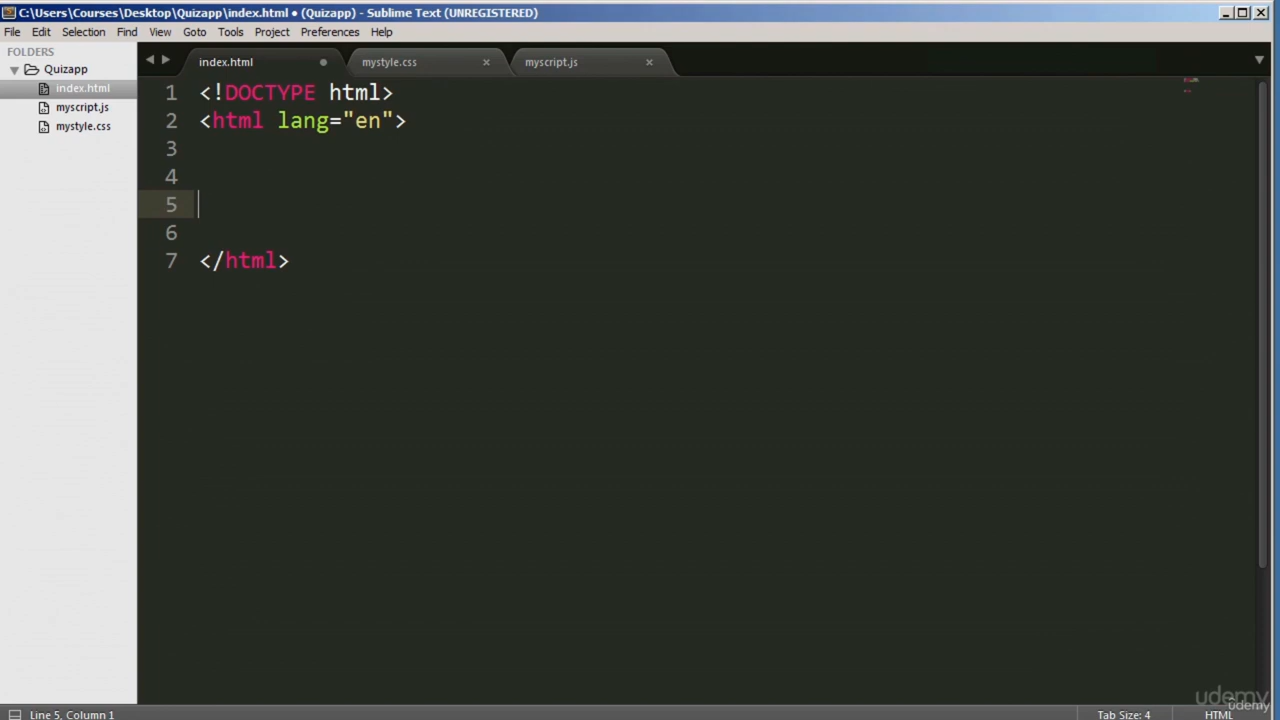 C:\Users\Courses\Desktop\Quizapp\index.html • (Quizapp) - Sublime Text (UNREGISTERED)
File Edit Selection Find View Goto Tools Project Preferences Help
FOLDERS
Quizapp
index.html
myscript.js
mystyle.css
index.html mystyle.css myscript.js
1 <!DOCTYPE html>
2 <html lang="en">
3
4
5
6
7 </html>
udemy
udemy
Line 5, Column 1 Tab Size: 4 HTML